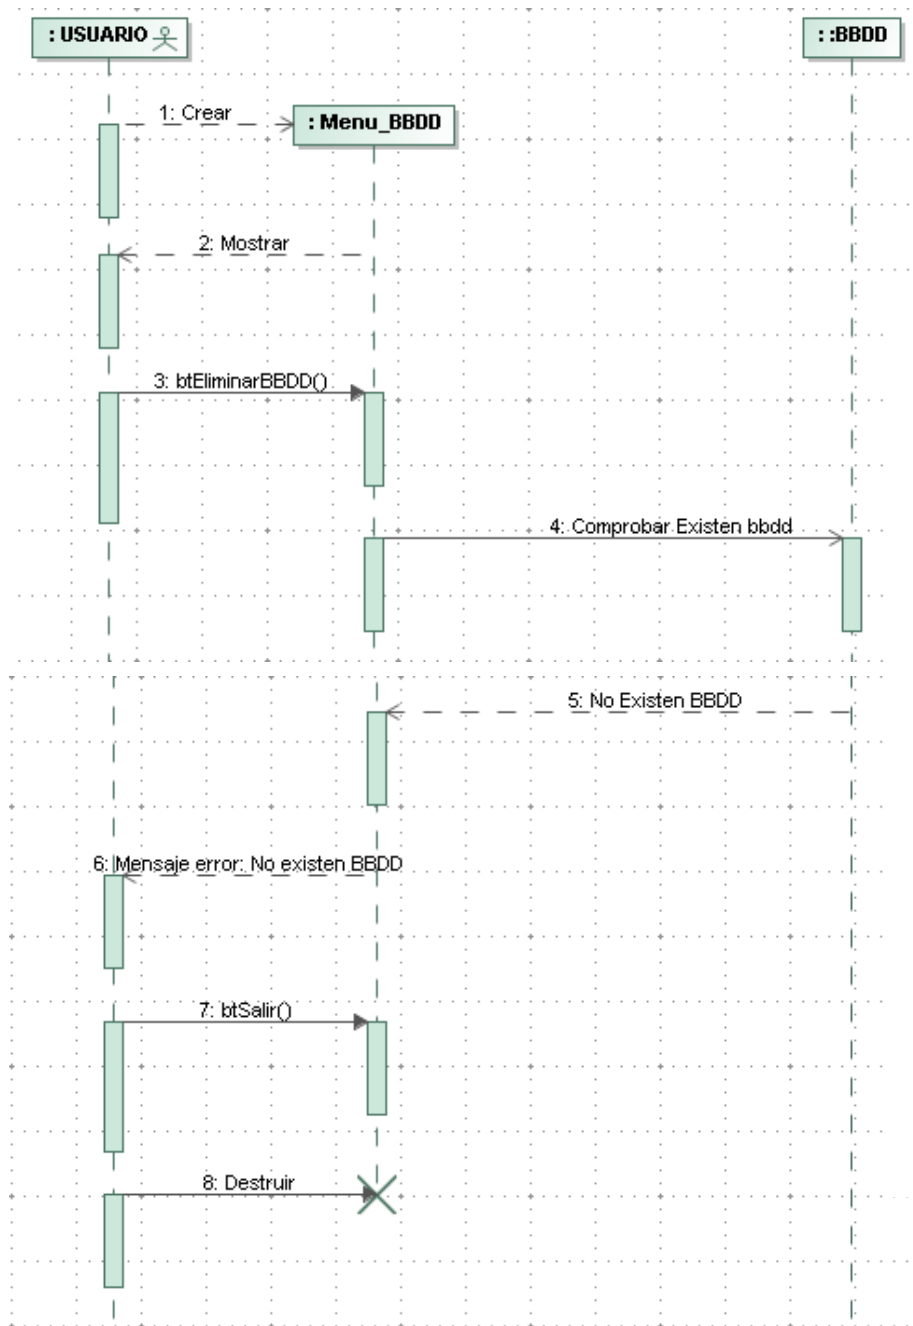 : USUARIO
: :BBDD
1: Crear
: Menu_BBDD
2: Mostrar
3: btEliminarBBDD()
4: Comprobar Existen bbdd
5: No Existen BBDD
6: Mensaje error: No existen BBDD
7: btSalir()
8: Destruir